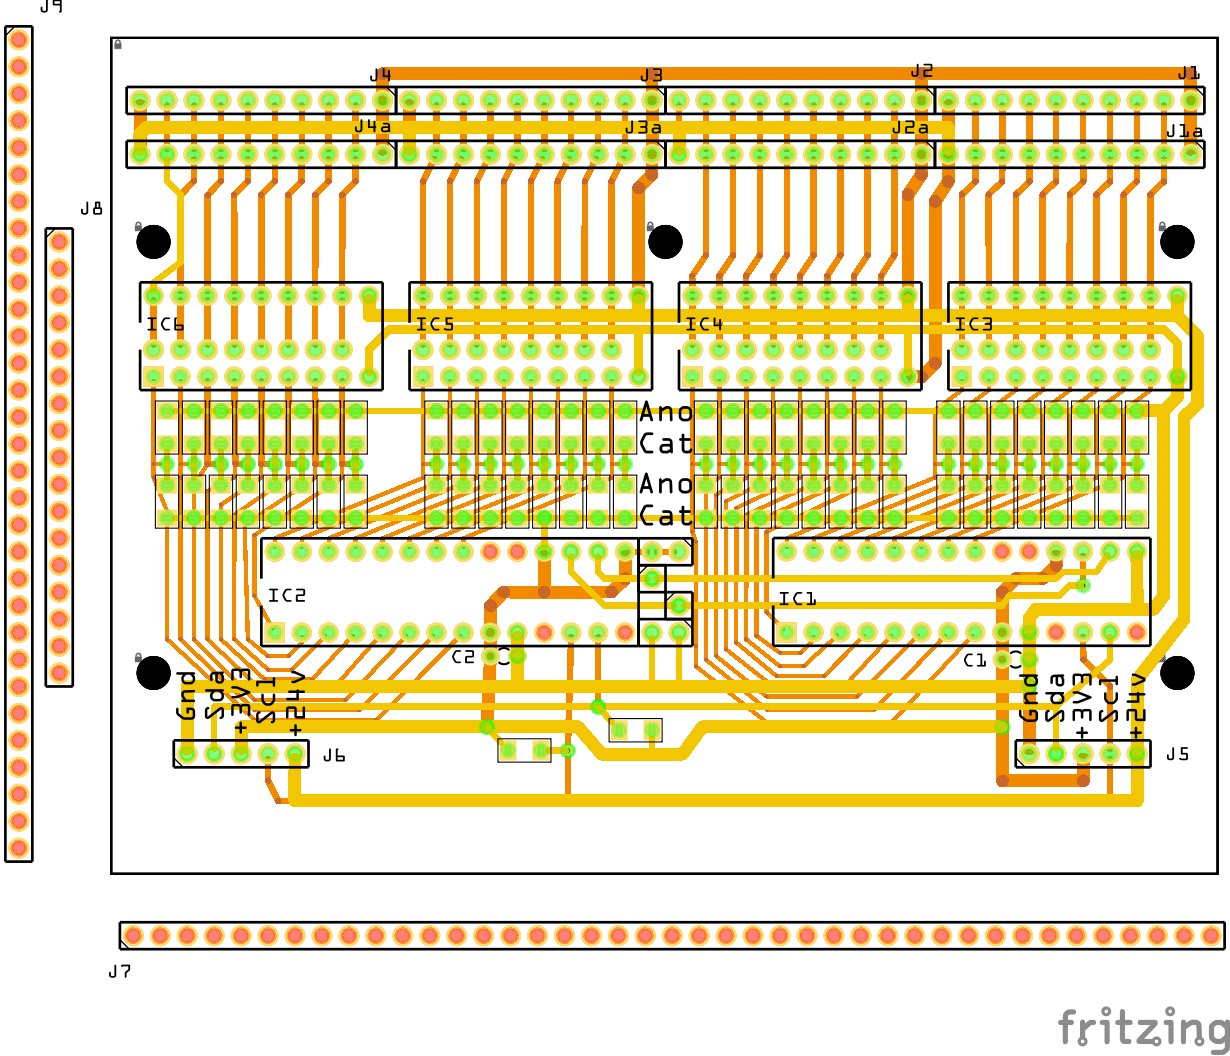 J9
J4 J3 J2 J1
J4a J3a J2a J1a
J8
IC6 IC5 IC4 IC3
Ano
Cat
Ano
Cat
IC2 IC1
C2 C1
Gnd
Sda
+3V3
Scl
+24v
Gnd
Sda
+3V3
Scl
+24v
J6 J5
J7
fritzing